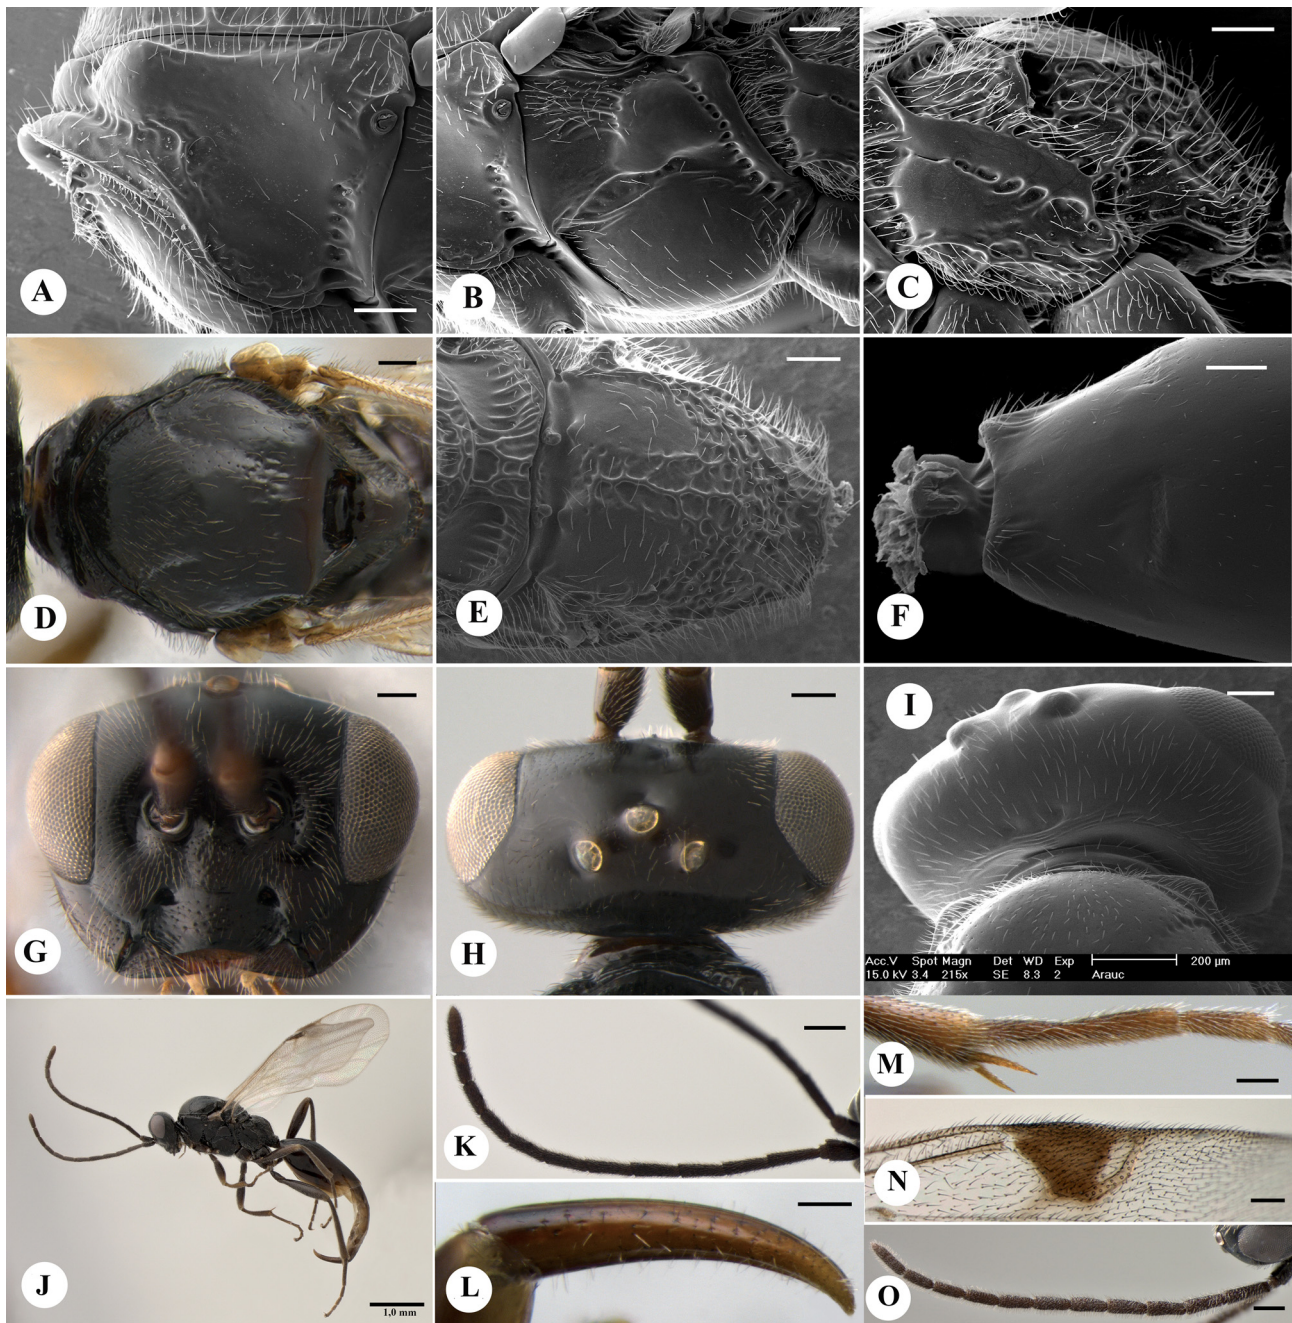 A
B
C
D
E
F
G
H
I
Acc.V Spot Magn Det WD Exp 200 µm
15.0 kV 3.4 215x SE 8.3 2 Arauc
J
1,0 mm
K
L
M
N
O